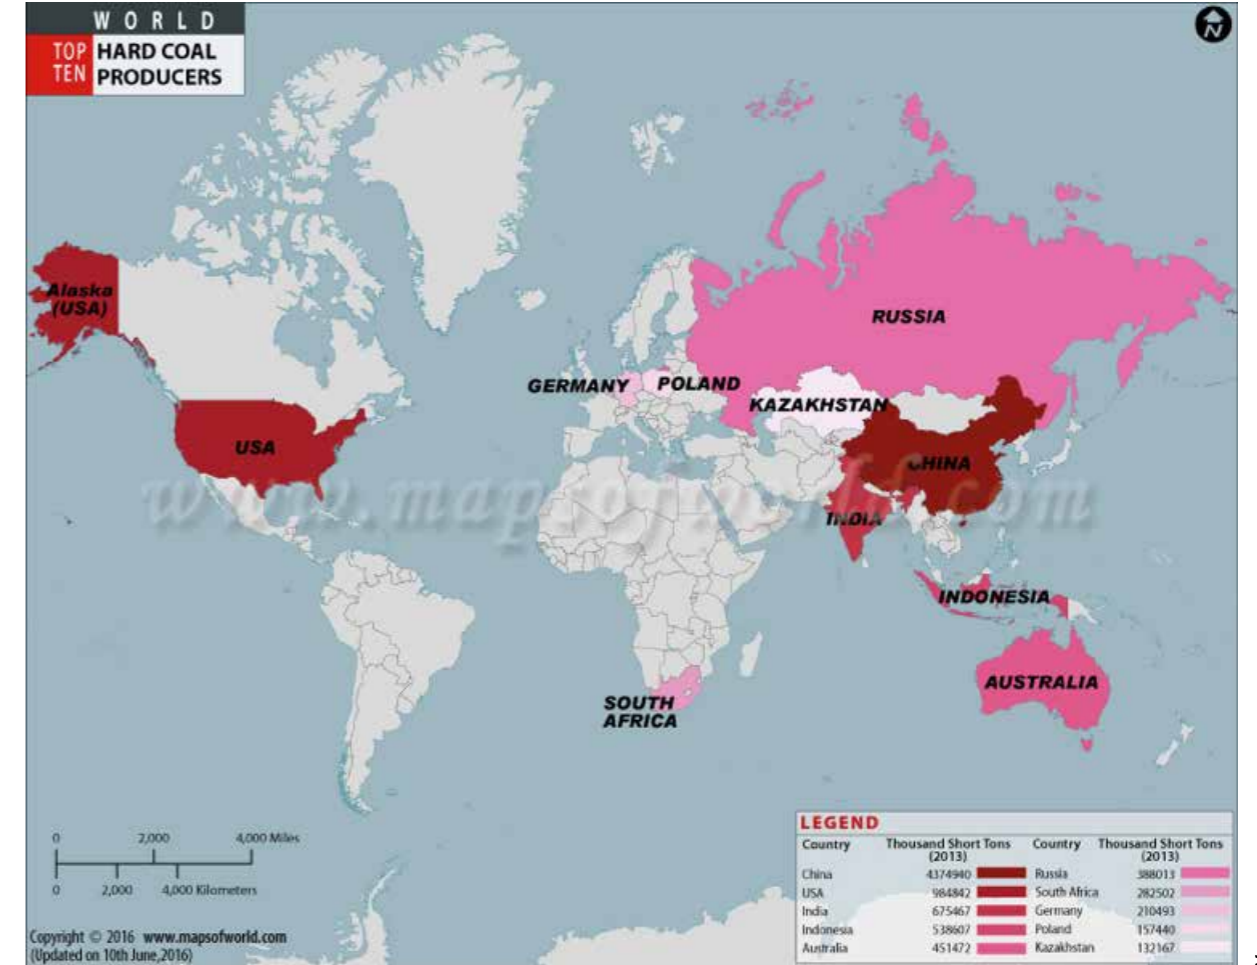 WORLD
TOP TEN
HARD COAL
PRODUCERS
N
Alaska
(USA)
USA
RUSSIA
GERMANY
POLAND
KAZAKHSTAN
CHINA
INDIA
INDONESIA
AUSTRALIA
SOUTH
AFRICA
www.mapsofworld.com
0 2,000 4,000 Miles
0 2,000 4,000 Kilometers
Copyright © 2016 www.mapsofworld.com
(Updated on 10th June,2016)
LEGEND
Country Thousand Short Tons (2013) Country Thousand Short Tons (2013)
China 4374940 Russia 388013
USA 984842 South Africa 282502
India 675467 Germany 210493
Indonesia 538607 Poland 157440
Australia 451472 Kazakhstan 132167